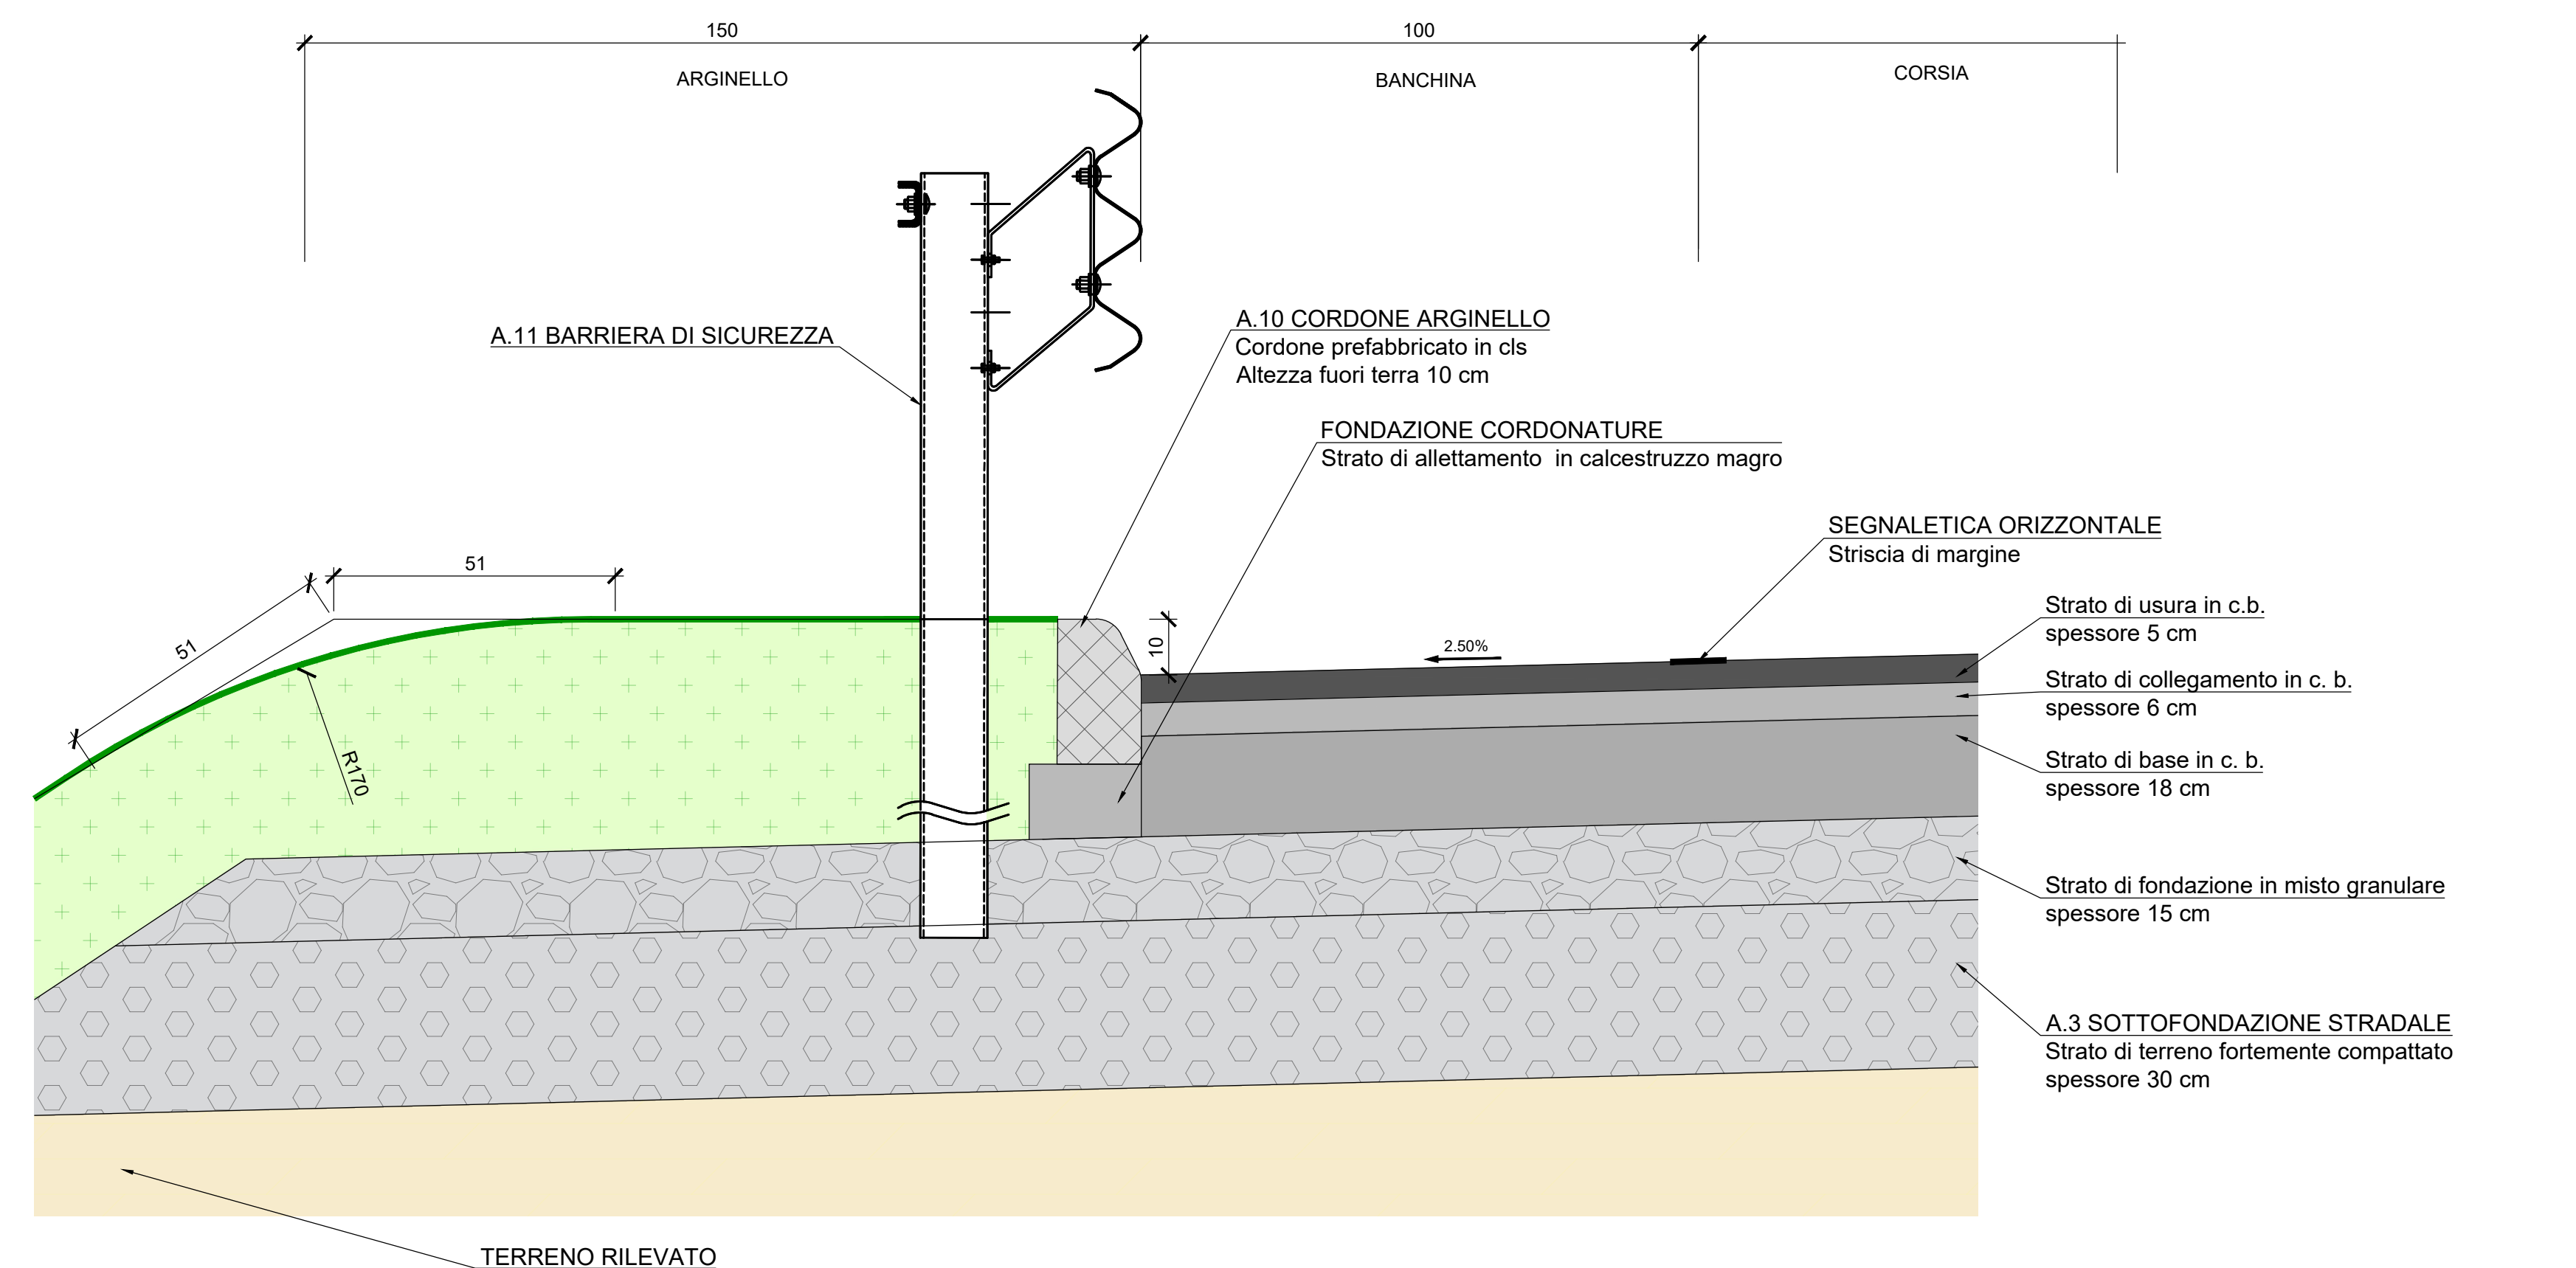 150
100
ARGINELLO
BANCHINA
CORSIA
A.11 BARRIERA DI SICUREZZA
A.10 CORDONE ARGINELLO
Cordone prefabbricato in cls
Altezza fuori terra 10 cm
FONDAZIONE CORDONATURE
Strato di allettamento in calcestruzzo magro
SEGNALETICA ORIZZONTALE
Striscia di margine
51
51
R170
10
2.50%
Strato di usura in c.b.
spessore 5 cm
Strato di collegamento in c. b.
spessore 6 cm
Strato di base in c. b.
spessore 18 cm
Strato di fondazione in misto granulare
spessore 15 cm
A.3 SOTTOFONDAZIONE STRADALE
Strato di terreno fortemente compattato
spessore 30 cm
TERRENO RILEVATO